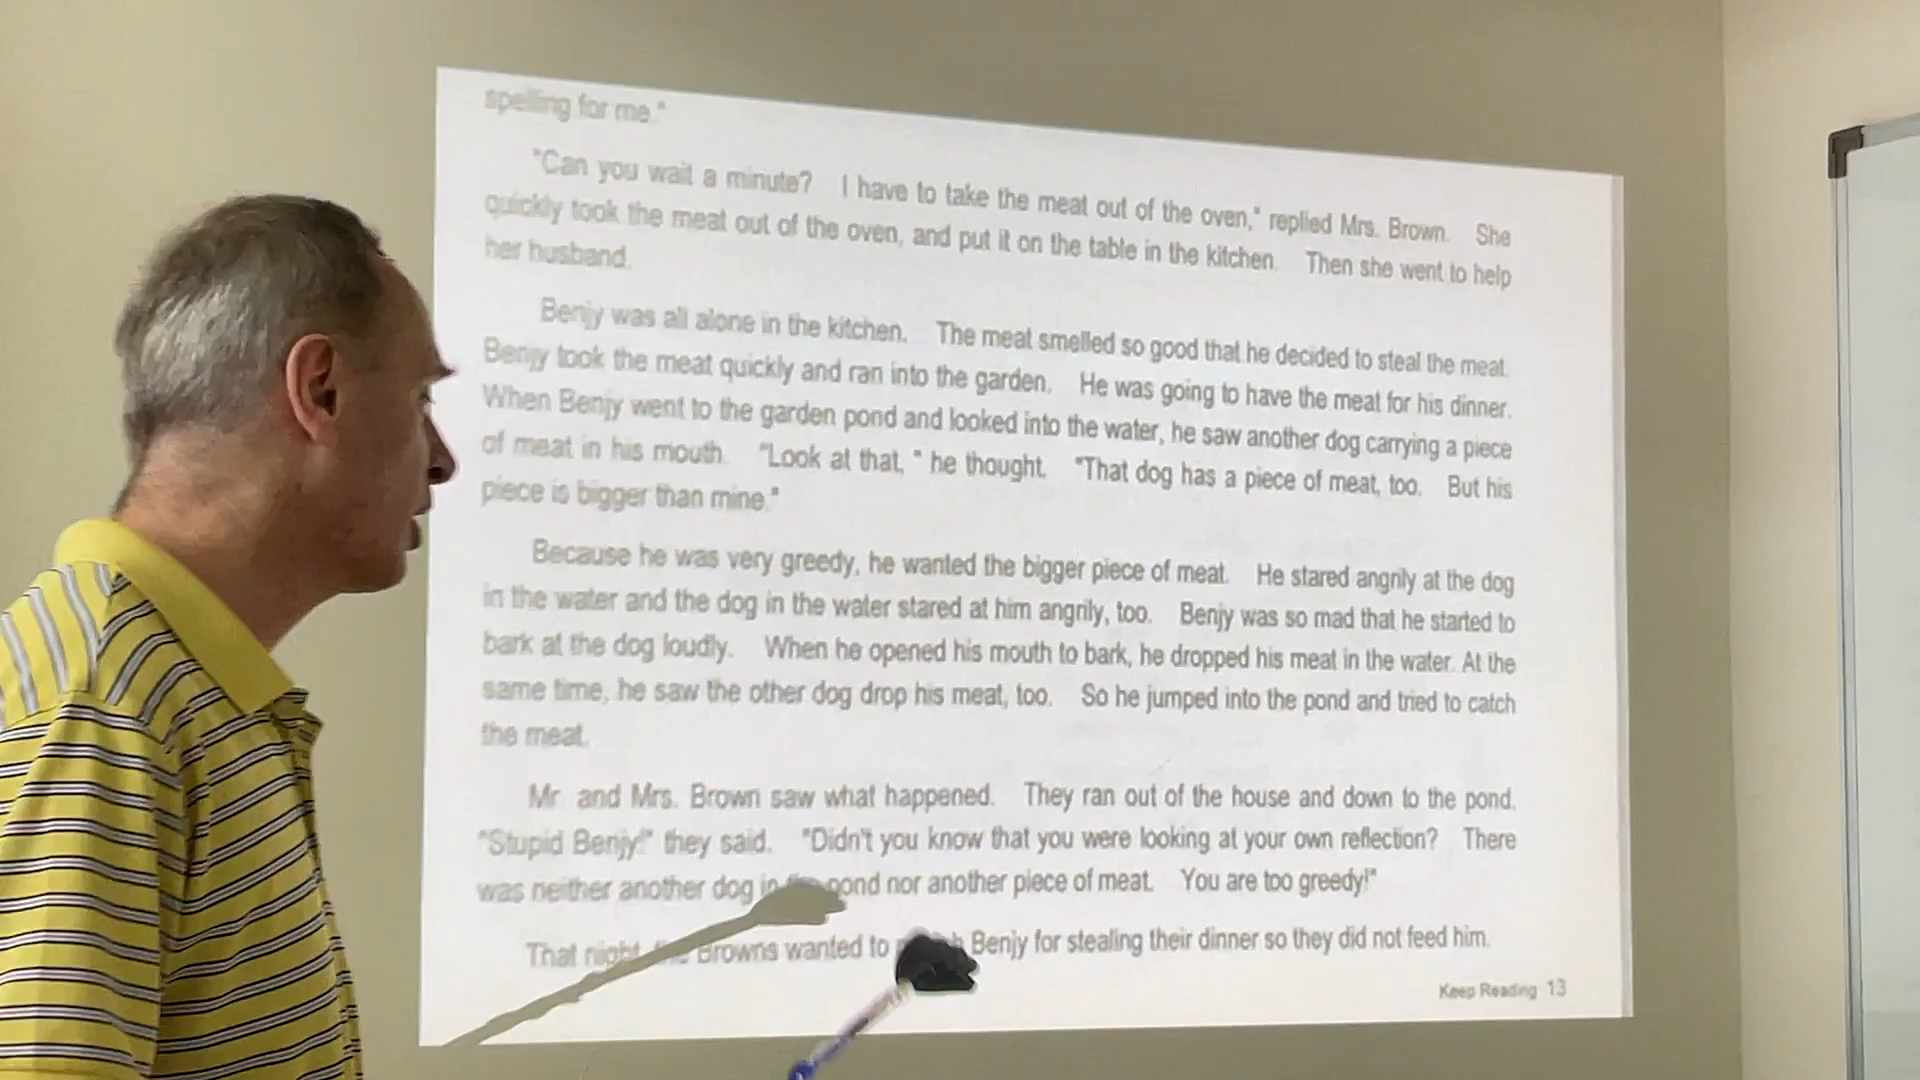 spelling for me."
"Can you wait a minute? I have to take the meat out of the oven," replied Mrs. Brown. She
quickly took the meat out of the oven, and put it on the table in the kitchen. Then she went to help
her husband.
Benjy was all alone in the kitchen. The meat smelled so good that he decided to steal the meat.
Benjy took the meat quickly and ran into the garden. He was going to have the meat for his dinner.
When Benjy went to the garden pond and looked into the water, he saw another dog carrying a piece
of meat in his mouth. "Look at that, " he thought. "That dog has a piece of meat, too. But his
piece is bigger than mine."
Because he was very greedy, he wanted the bigger piece of meat. He stared angrily at the dog
in the water and the dog in the water stared at him angrily, too. Benjy was so mad that he started to
bark at the dog loudly. When he opened his mouth to bark, he dropped his meat in the water. At the
same time, he saw the other dog drop his meat, too. So he jumped into the pond and tried to catch
the meat.
Mr. and Mrs. Brown saw what happened. They ran out of the house and down to the pond.
"Stupid Benjy!" they said. "Didn't you know that you were looking at your own reflection? There
was neither another dog in pond nor another piece of meat. You are too greedy!"
That night Browns wanted to Benjy for stealing their dinner so they did not feed him.
Keep Reading 13